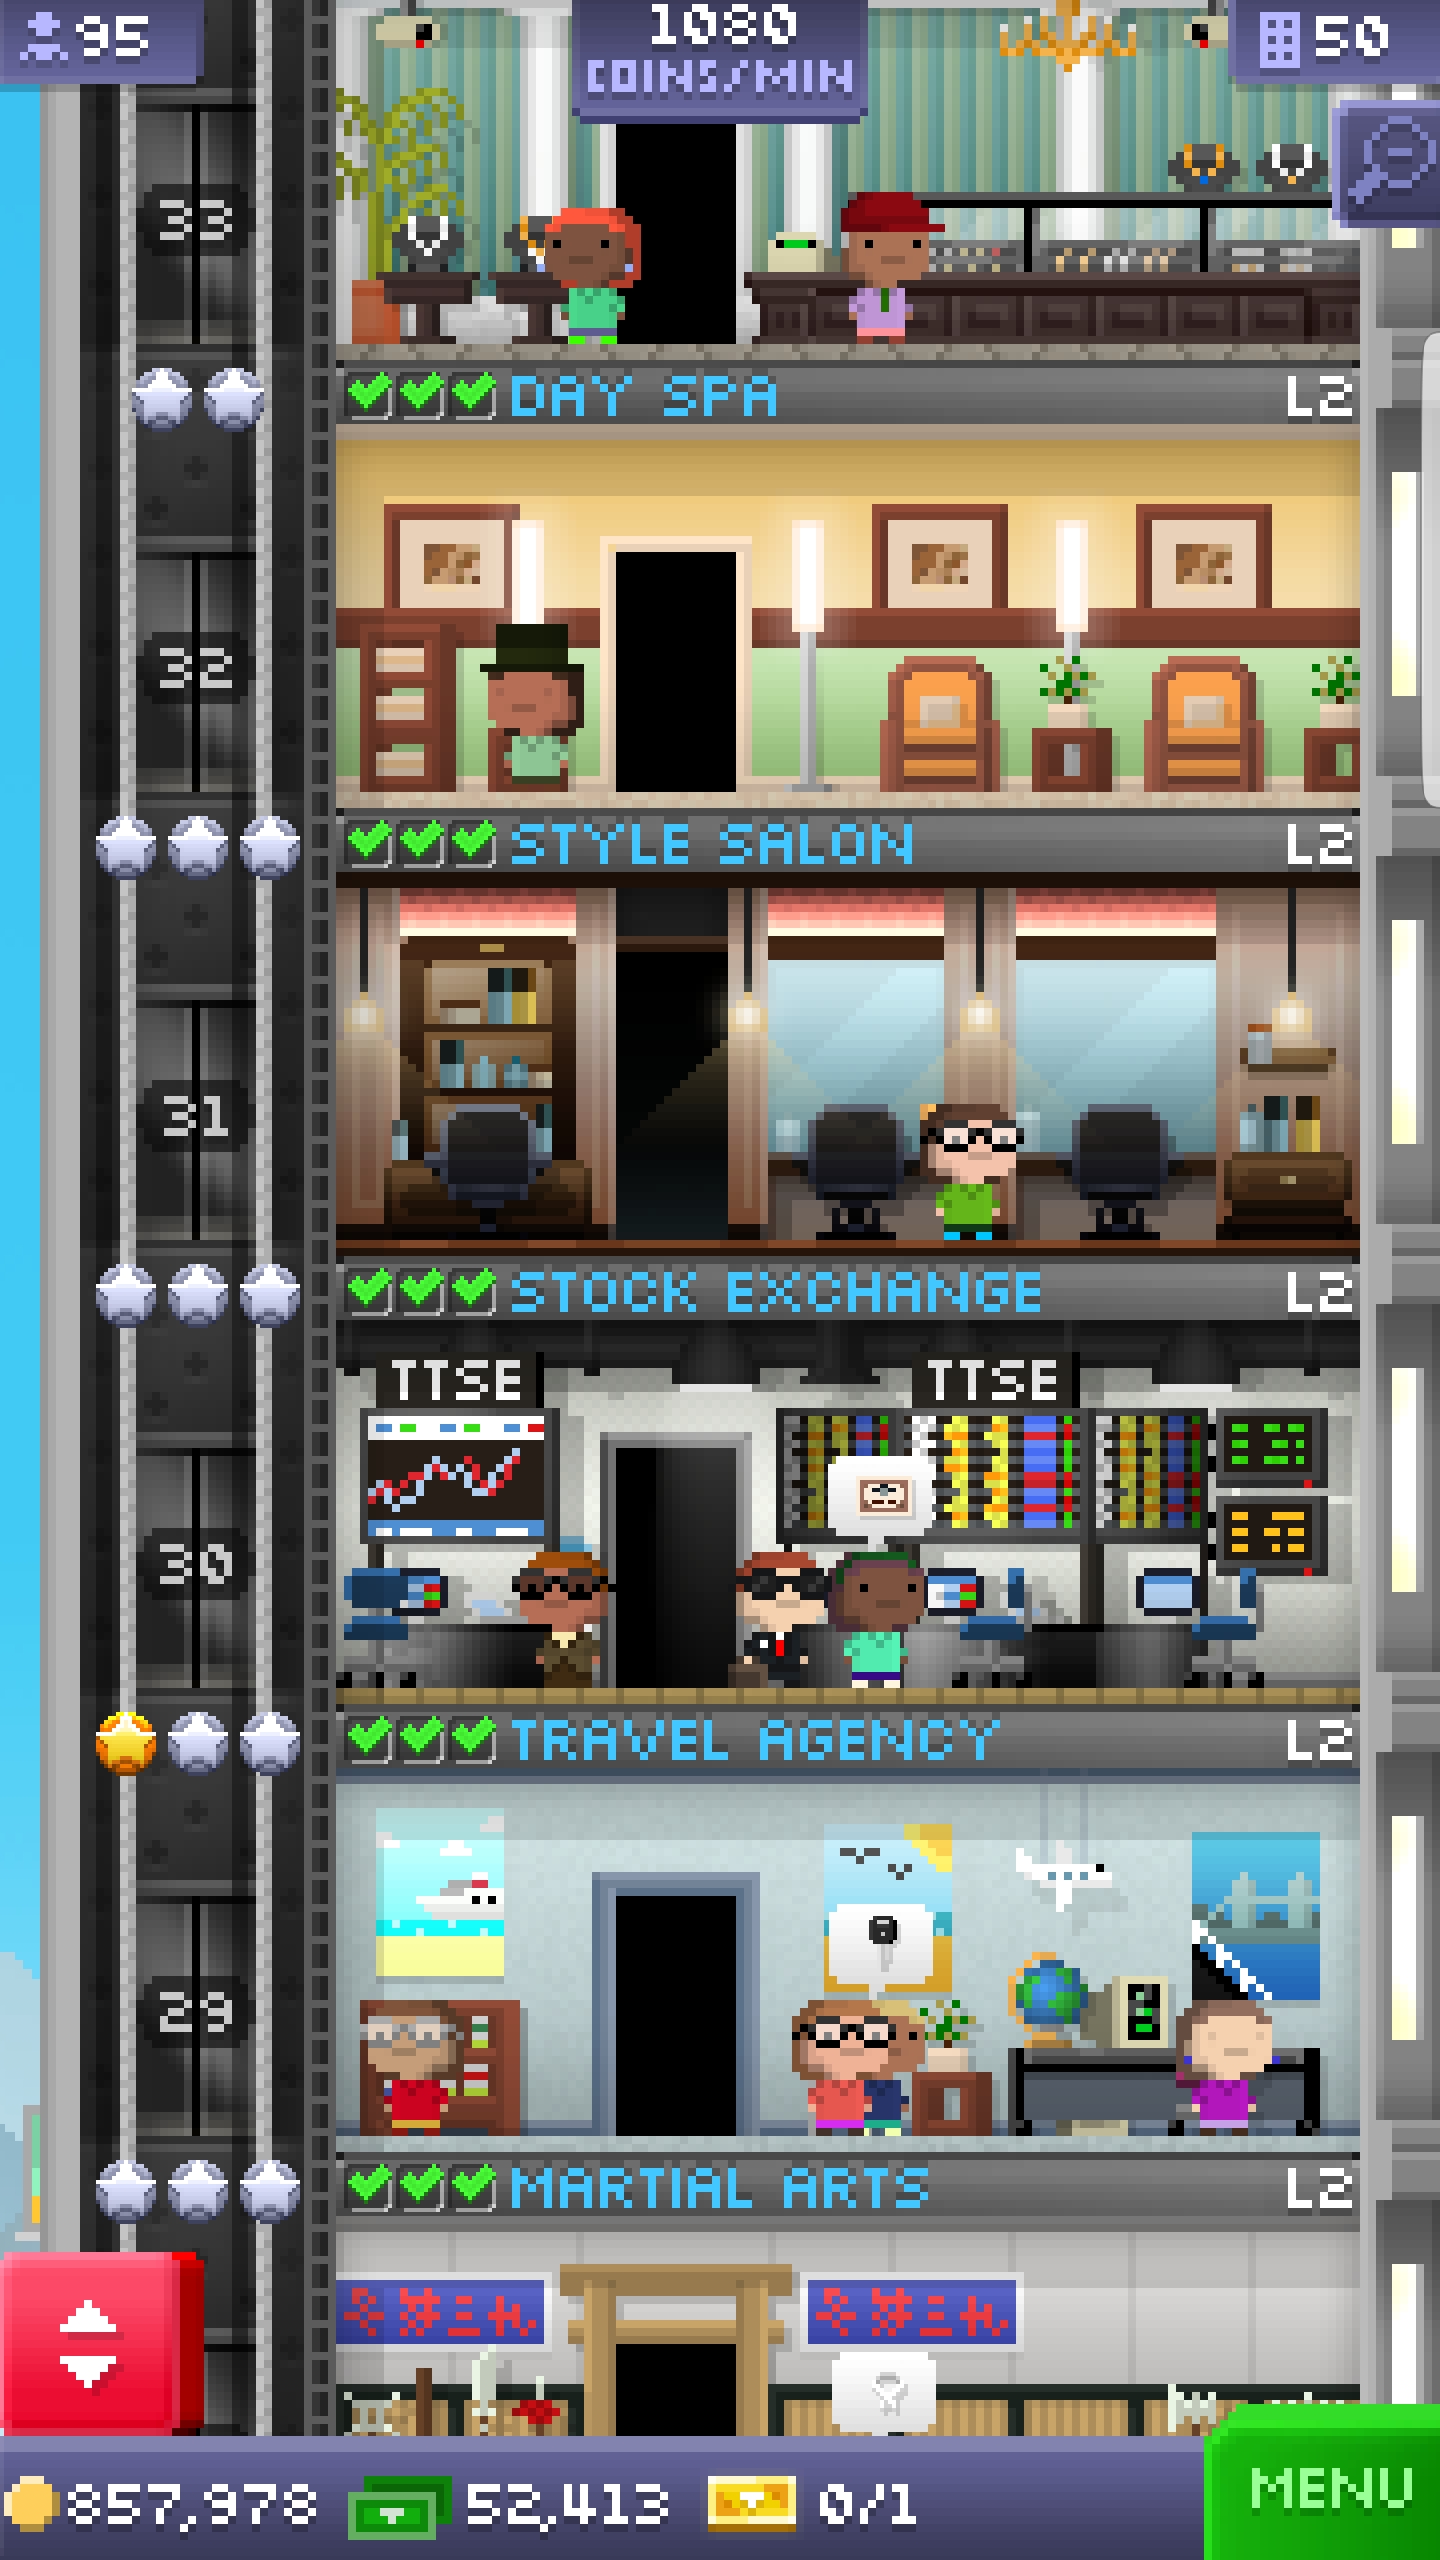 95
1080
COINS/MIN
50
33
DAY SPA L2
32
STYLE SALON L2
31
STOCK EXCHANGE L2
TTSE TTSE
30
TRAVEL AGENCY L2
29
MARTIAL ARTS L2
857,978 52,413 0/1 MENU